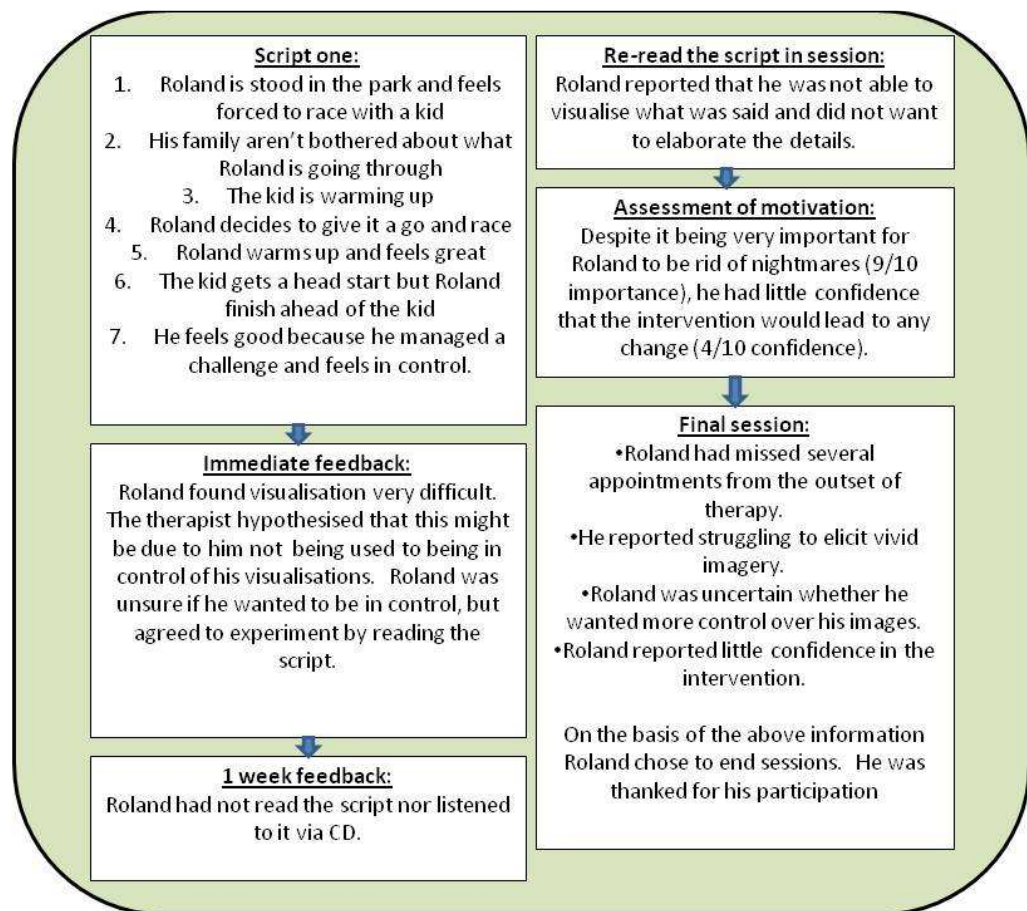 Script one:
1. Roland is stood in the park and feels
forced to race with a kid
2. His family aren't bothered about what
Roland is going through
3. The kid is warming up
4. Roland decides to give it a go and race
5. Roland warms up and feels great
6. The kid gets a head start but Roland
finish ahead of the kid
7. He feels good because he managed a
challenge and feels in control.
Immediate feedback:
Roland found visualisation very difficult.
The therapist hypothesised that this might
be due to him not being used to being in
control of his visualisations. Roland was
unsure if he wanted to be in control, but
agreed to experiment by reading the
script.
1 week feedback:
Roland had not read the script nor listened
to it via CD.
Re-read the script in session:
Roland reported that he was not able to
visualise what was said and did not want
to elaborate the details.
Assessment of motivation:
Despite it being very important for
Roland to be rid of nightmares (9/10
importance), he had little confidence
that the intervention would lead to any
change (4/10 confidence).
Final session:
•Roland had missed several
appointments from the outset of
therapy.
•He reported struggling to elicit vivid
imagery.
•Roland was uncertain whether he
wanted more control over his images.
•Roland reported little confidence in the
intervention.
On the basis of the above information
Roland chose to end sessions. He was
thanked for his participation